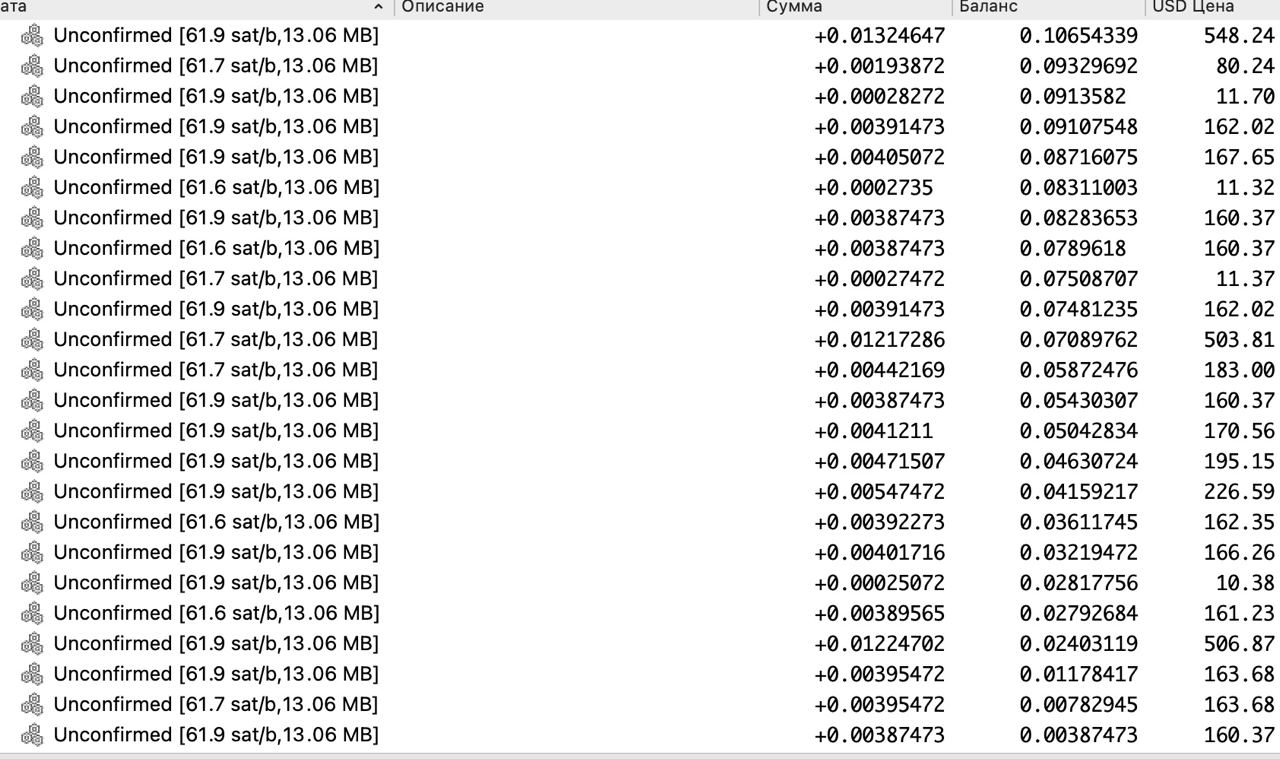 ата Описание Сумма Баланс USD Цена
Unconfirmed [61.9 sat/b,13.06 MB] +0.01324647 0.10654339 548.24
Unconfirmed [61.7 sat/b,13.06 MB] +0.00193872 0.09329692 80.24
Unconfirmed [61.9 sat/b,13.06 MB] +0.00028272 0.0913582 11.70
Unconfirmed [61.9 sat/b,13.06 MB] +0.00391473 0.09107548 162.02
Unconfirmed [61.9 sat/b,13.06 MB] +0.00405072 0.08716075 167.65
Unconfirmed [61.6 sat/b,13.06 MB] +0.0002735 0.08311003 11.32
Unconfirmed [61.9 sat/b,13.06 MB] +0.00387473 0.08283653 160.37
Unconfirmed [61.6 sat/b,13.06 MB] +0.00387473 0.0789618 160.37
Unconfirmed [61.7 sat/b,13.06 MB] +0.00027472 0.07508707 11.37
Unconfirmed [61.9 sat/b,13.06 MB] +0.00391473 0.07481235 162.02
Unconfirmed [61.7 sat/b,13.06 MB] +0.01217286 0.07089762 503.81
Unconfirmed [61.7 sat/b,13.06 MB] +0.00442169 0.05872476 183.00
Unconfirmed [61.9 sat/b,13.06 MB] +0.00387473 0.05430307 160.37
Unconfirmed [61.9 sat/b,13.06 MB] +0.0041211 0.05042834 170.56
Unconfirmed [61.9 sat/b,13.06 MB] +0.00471507 0.04630724 195.15
Unconfirmed [61.9 sat/b,13.06 MB] +0.00547472 0.04159217 226.59
Unconfirmed [61.6 sat/b,13.06 MB] +0.00392273 0.03611745 162.35
Unconfirmed [61.9 sat/b,13.06 MB] +0.00401716 0.03219472 166.26
Unconfirmed [61.9 sat/b,13.06 MB] +0.00025072 0.02817756 10.38
Unconfirmed [61.6 sat/b,13.06 MB] +0.00389565 0.02792684 161.23
Unconfirmed [61.9 sat/b,13.06 MB] +0.01224702 0.02403119 506.87
Unconfirmed [61.9 sat/b,13.06 MB] +0.00395472 0.01178417 163.68
Unconfirmed [61.7 sat/b,13.06 MB] +0.00395472 0.00782945 163.68
Unconfirmed [61.9 sat/b,13.06 MB] +0.00387473 0.00387473 160.37